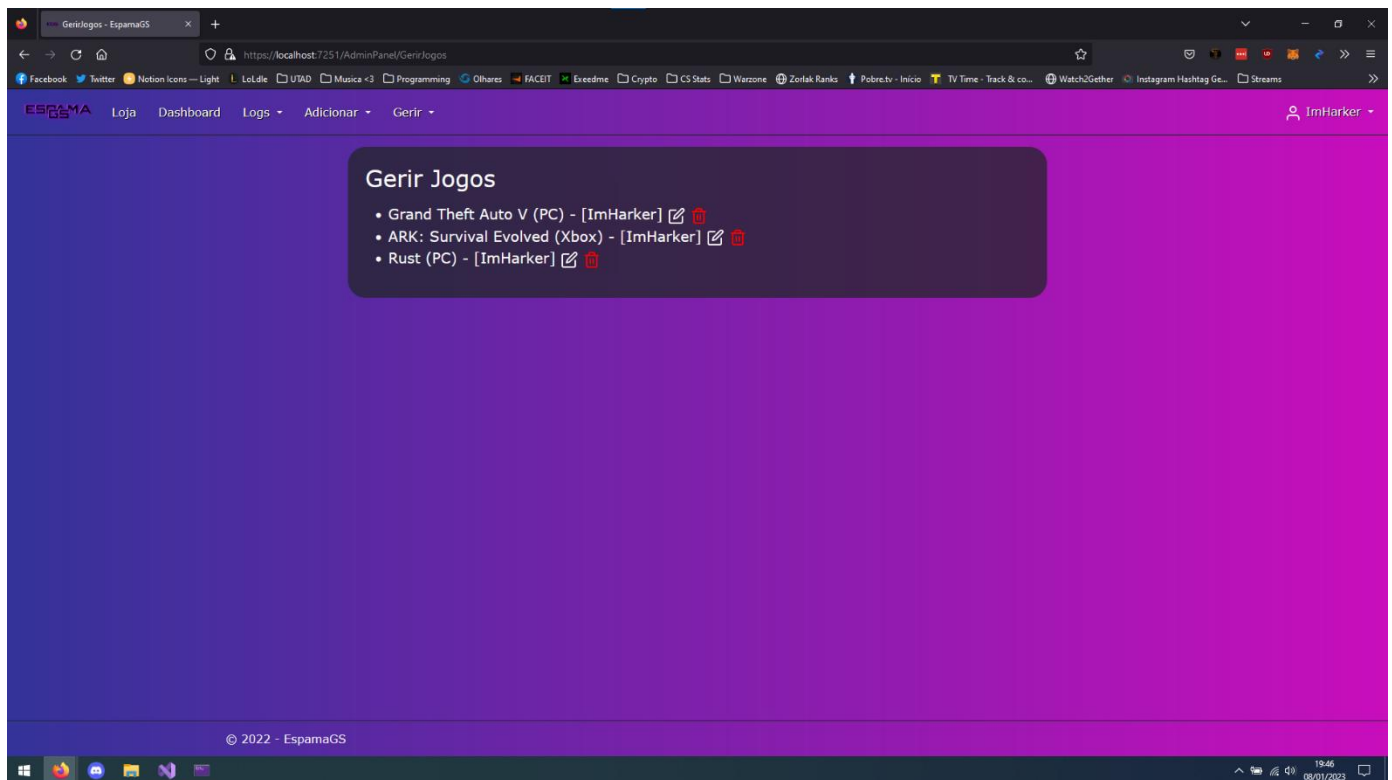 GerirJogos - EspamaGS
https://localhost:7251/AdminPanel/GerirJogos
Facebook Twitter Notion Icons — Light LoLdle UTAD Musica <3 Programming Olhares FACEIT Exeedme Crypto CS Stats Warzone Zorlak Ranks Pobre.tv - Início TV Time - Track & co... Watch2Gether Instagram Hashtag Ge... Streams
ESPAMA GS Loja Dashboard Logs Adicionar Gerir ImHarker
Gerir Jogos
• Grand Theft Auto V (PC) - [ImHarker]
• ARK: Survival Evolved (Xbox) - [ImHarker]
• Rust (PC) - [ImHarker]
© 2022 - EspamaGS
19:46
08/01/2023